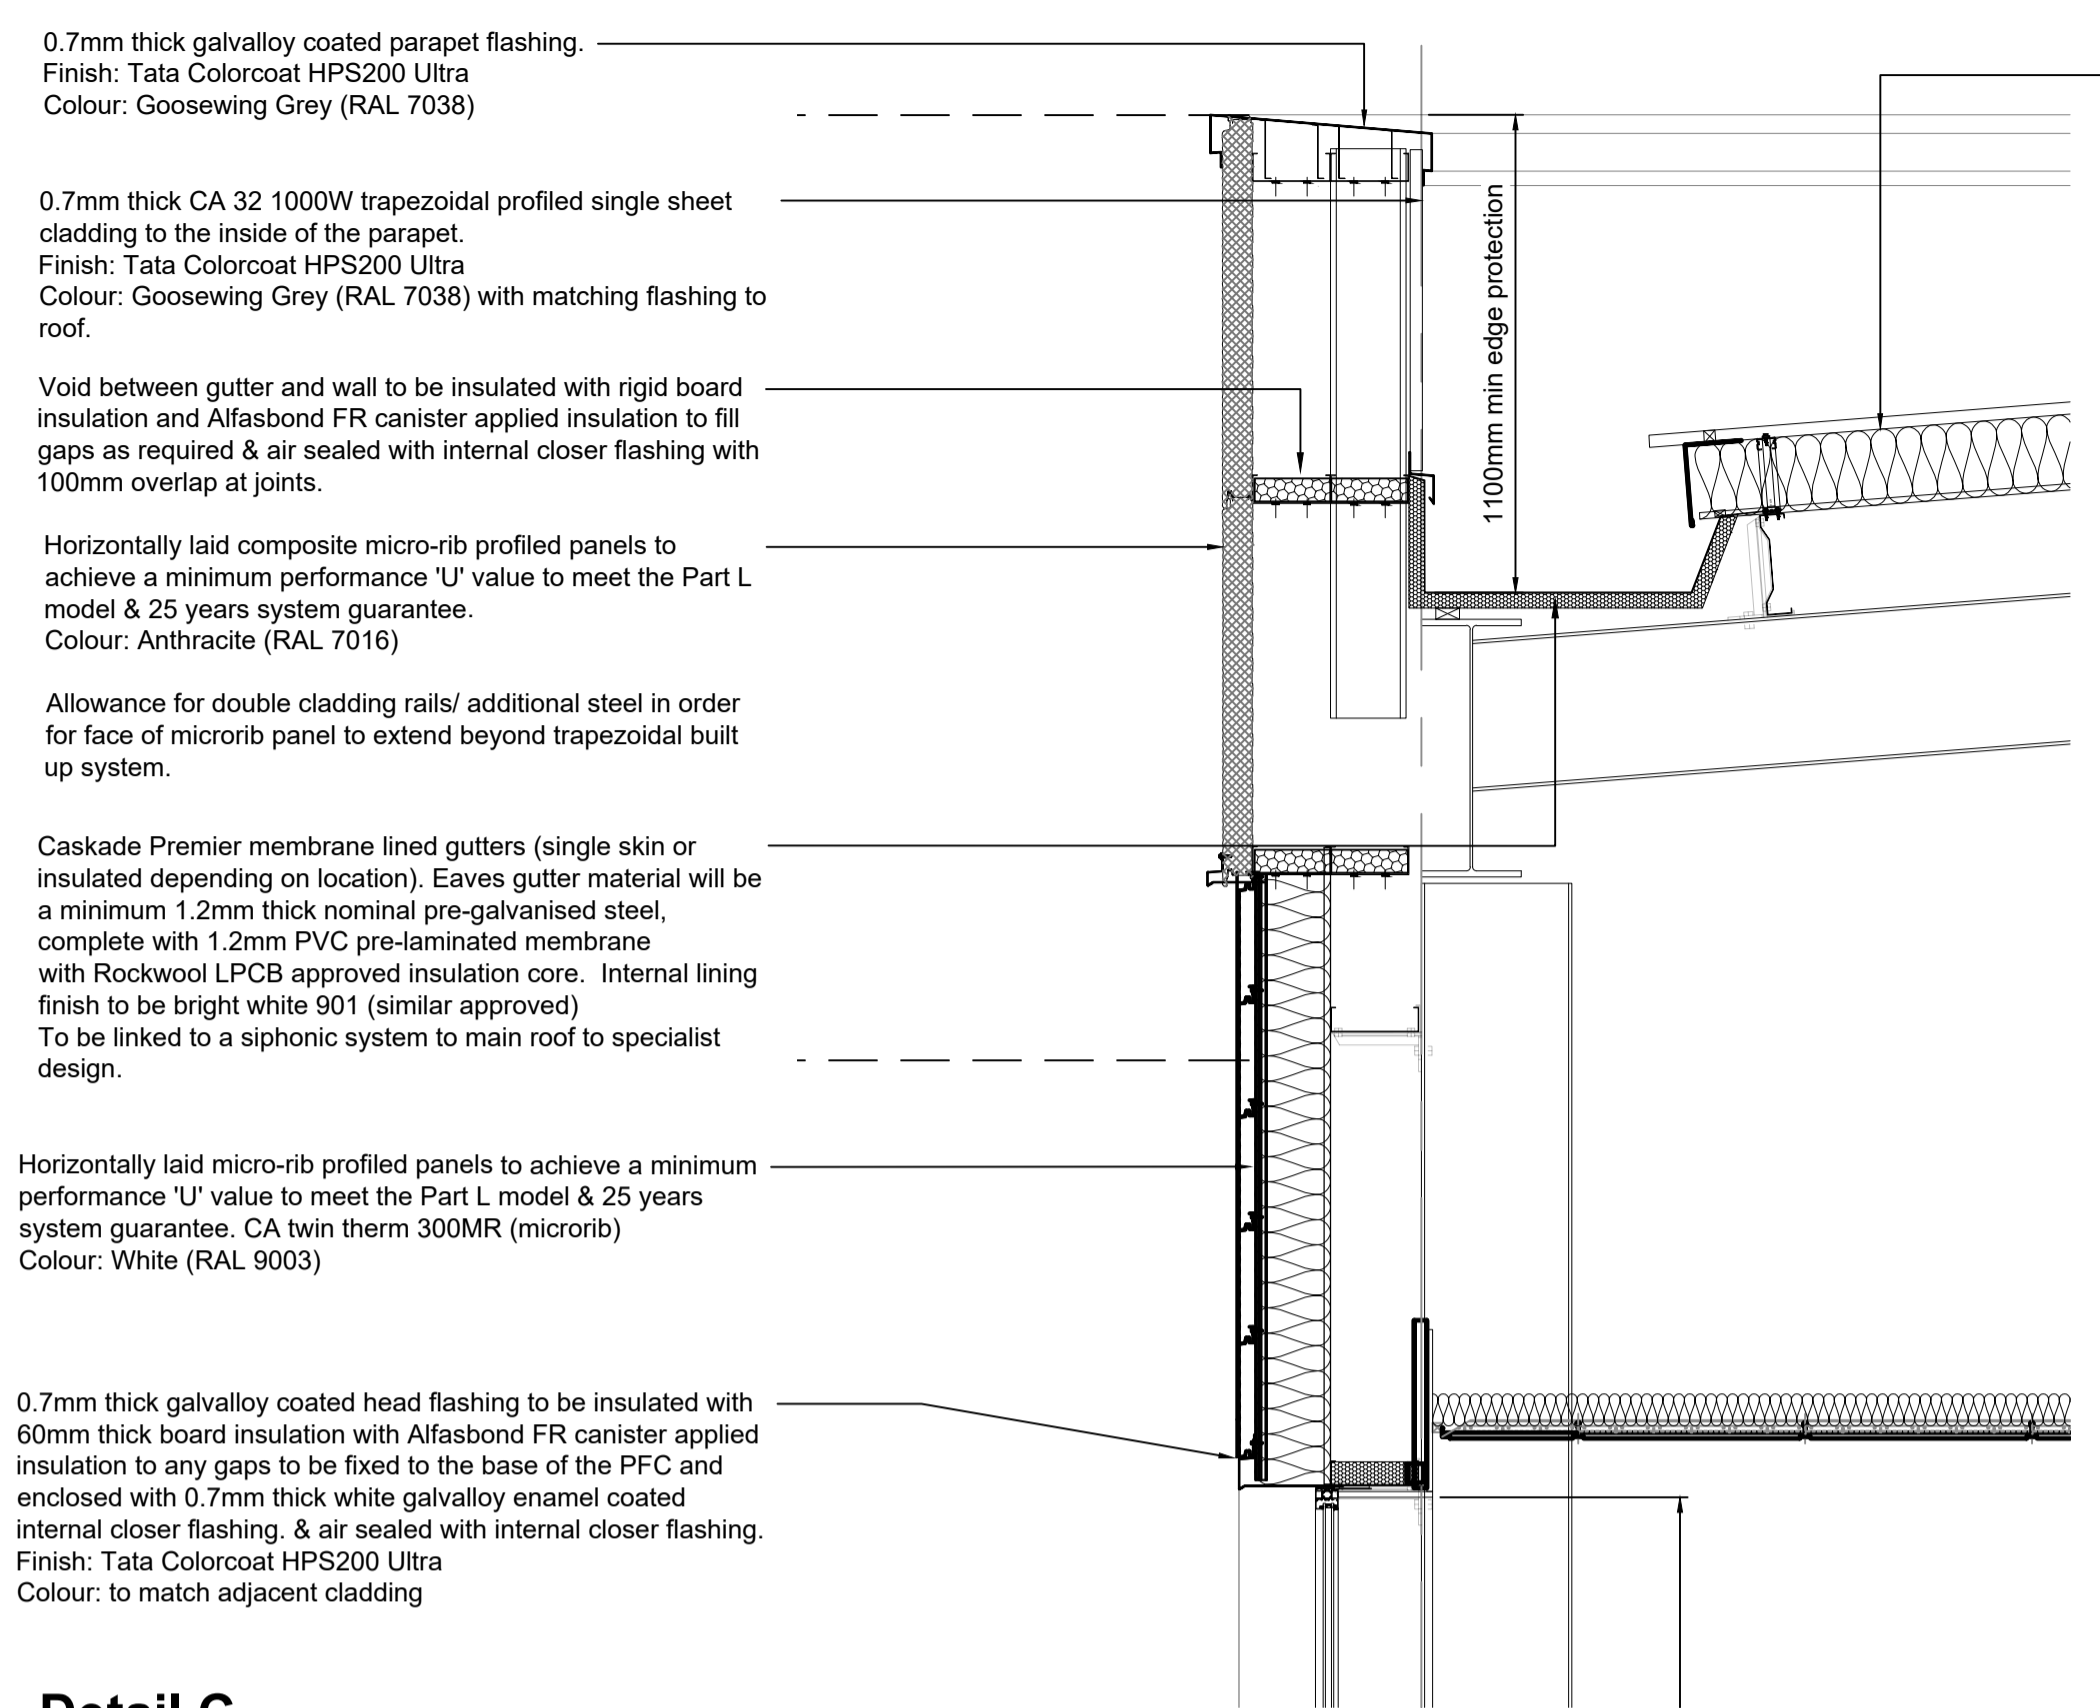 0.7mm thick galvalloy coated parapet flashing.
Finish: Tata Colorcoat HPS200 Ultra
Colour: Goosewing Grey (RAL 7038)
0.7mm thick CA 32 1000W trapezoidal profiled single sheet
cladding to the inside of the parapet.
Finish: Tata Colorcoat HPS200 Ultra
Colour: Goosewing Grey (RAL 7038) with matching flashing to
roof.
Void between gutter and wall to be insulated with rigid board
insulation and Alfasbond FR canister applied insulation to fill
gaps as required & air sealed with internal closer flashing with
100mm overlap at joints.
Horizontally laid composite micro-rib profiled panels to
achieve a minimum performance 'U' value to meet the Part L
model & 25 years system guarantee.
Colour: Anthracite (RAL 7016)
Allowance for double cladding rails/ additional steel in order
for face of microrib panel to extend beyond trapezoidal built
up system.
Caskade Premier membrane lined gutters (single skin or
insulated depending on location). Eaves gutter material will be
a minimum 1.2mm thick nominal pre-galvanised steel,
complete with 1.2mm PVC pre-laminated membrane
with Rockwool LPCB approved insulation core.  Internal lining
finish to be bright white 901 (similar approved)
To be linked to a siphonic system to main roof to specialist
design.
Horizontally laid micro-rib profiled panels to achieve a minimum
performance 'U' value to meet the Part L model & 25 years
system guarantee. CA twin therm 300MR (microrib)
Colour: White (RAL 9003)
0.7mm thick galvalloy coated head flashing to be insulated with
60mm thick board insulation with Alfasbond FR canister applied
insulation to any gaps to be fixed to the base of the PFC and
enclosed with 0.7mm thick white galvalloy enamel coated
internal closer flashing. & air sealed with internal closer flashing.
Finish: Tata Colorcoat HPS200 Ultra
Colour: to match adjacent cladding
1100mm min edge protection
Detail C